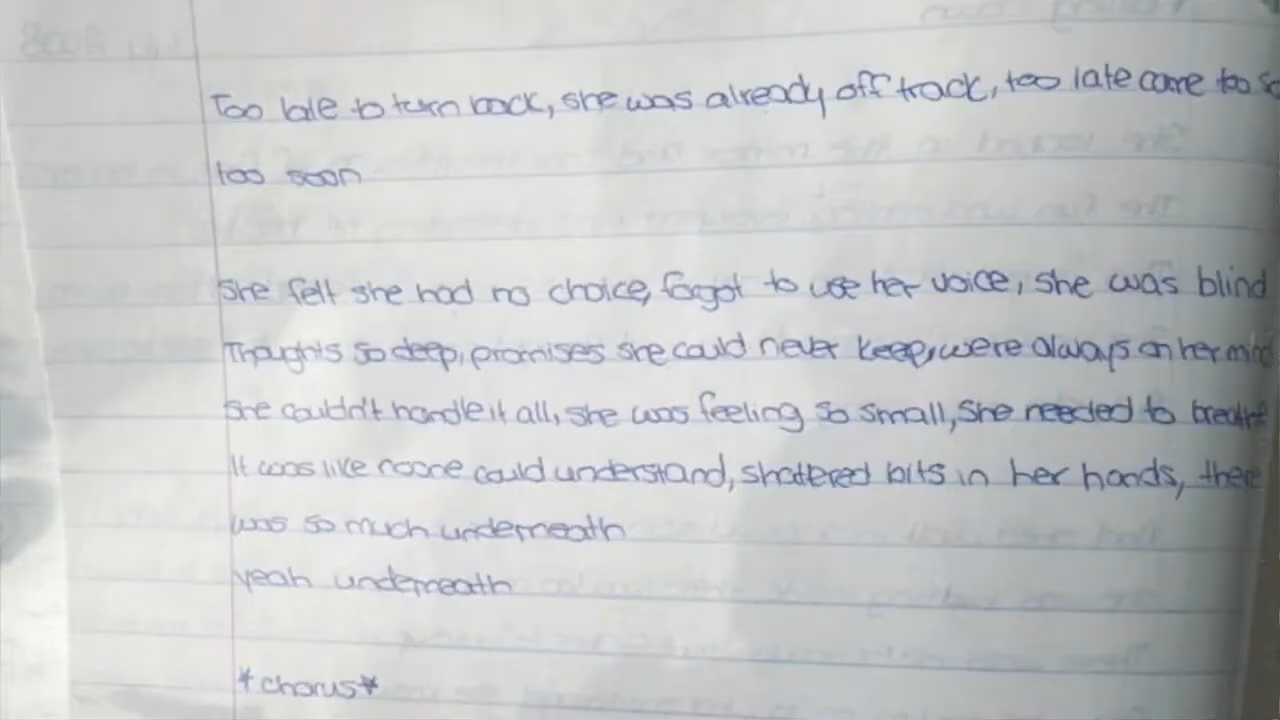 Too late to turn back, she was already off track, too late came too
too soon
She felt she had no choice, forgot to use her voice, she was blind
Thoughts so deep, promises she could never keep, were always on her mind
She couldn't handle it all, she was feeling so small, she needed to breathe
It was like noone could understand, shattered bits in her hands, there
was so much underneath
yeah underneath
*chorus*